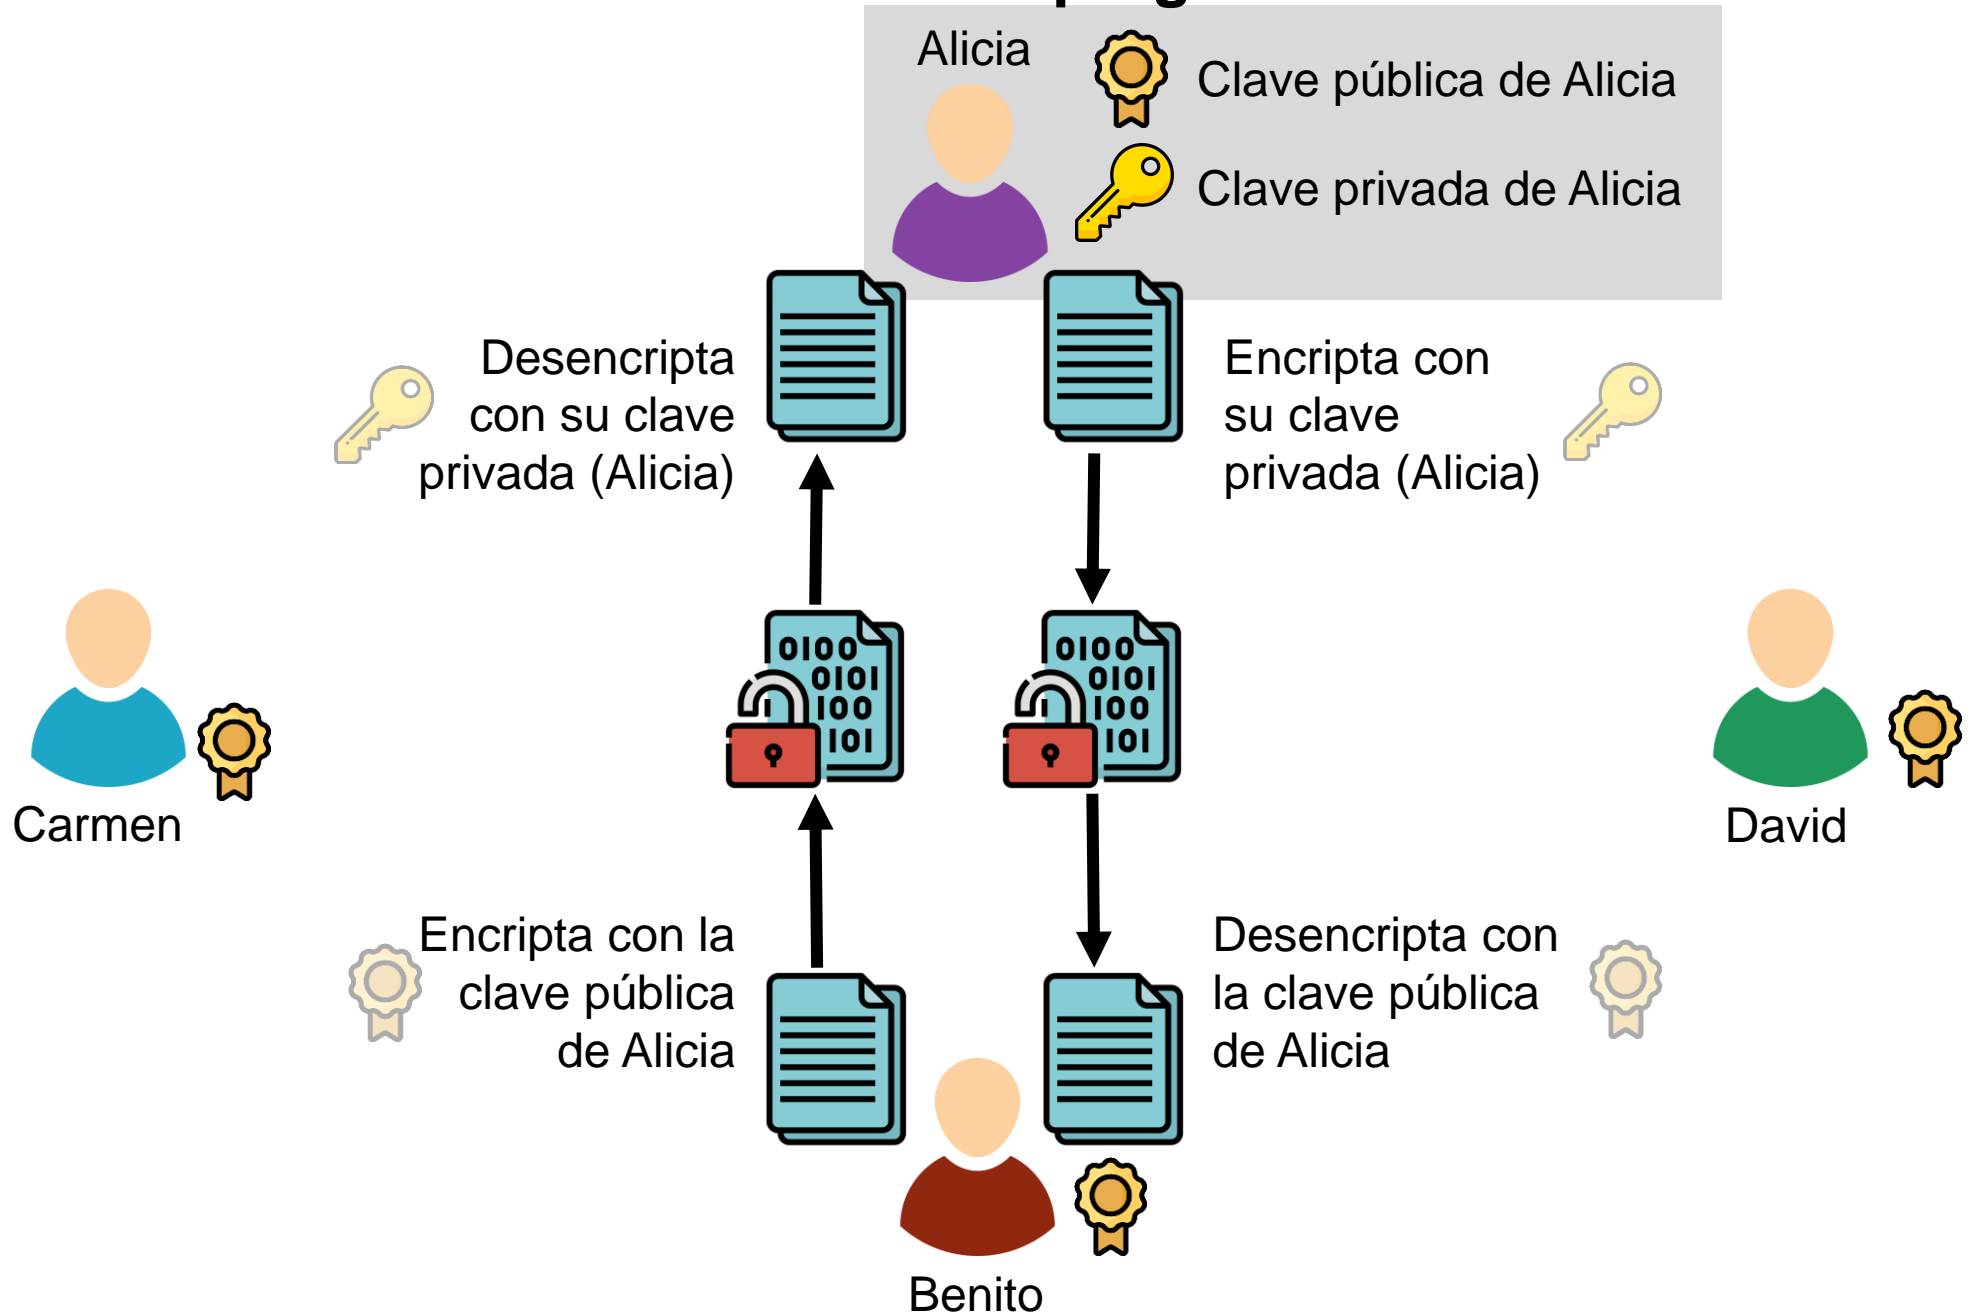 Alicia
Clave pública de Alicia
Clave privada de Alicia
Desencripta
con su clave
privada (Alicia)
Encripta con
su clave
privada (Alicia)
0100
0101
100
101
0100
0101
100
101
Carmen
David
Encripta con la
clave pública
de Alicia
Desencripta con
la clave pública
de Alicia
Benito